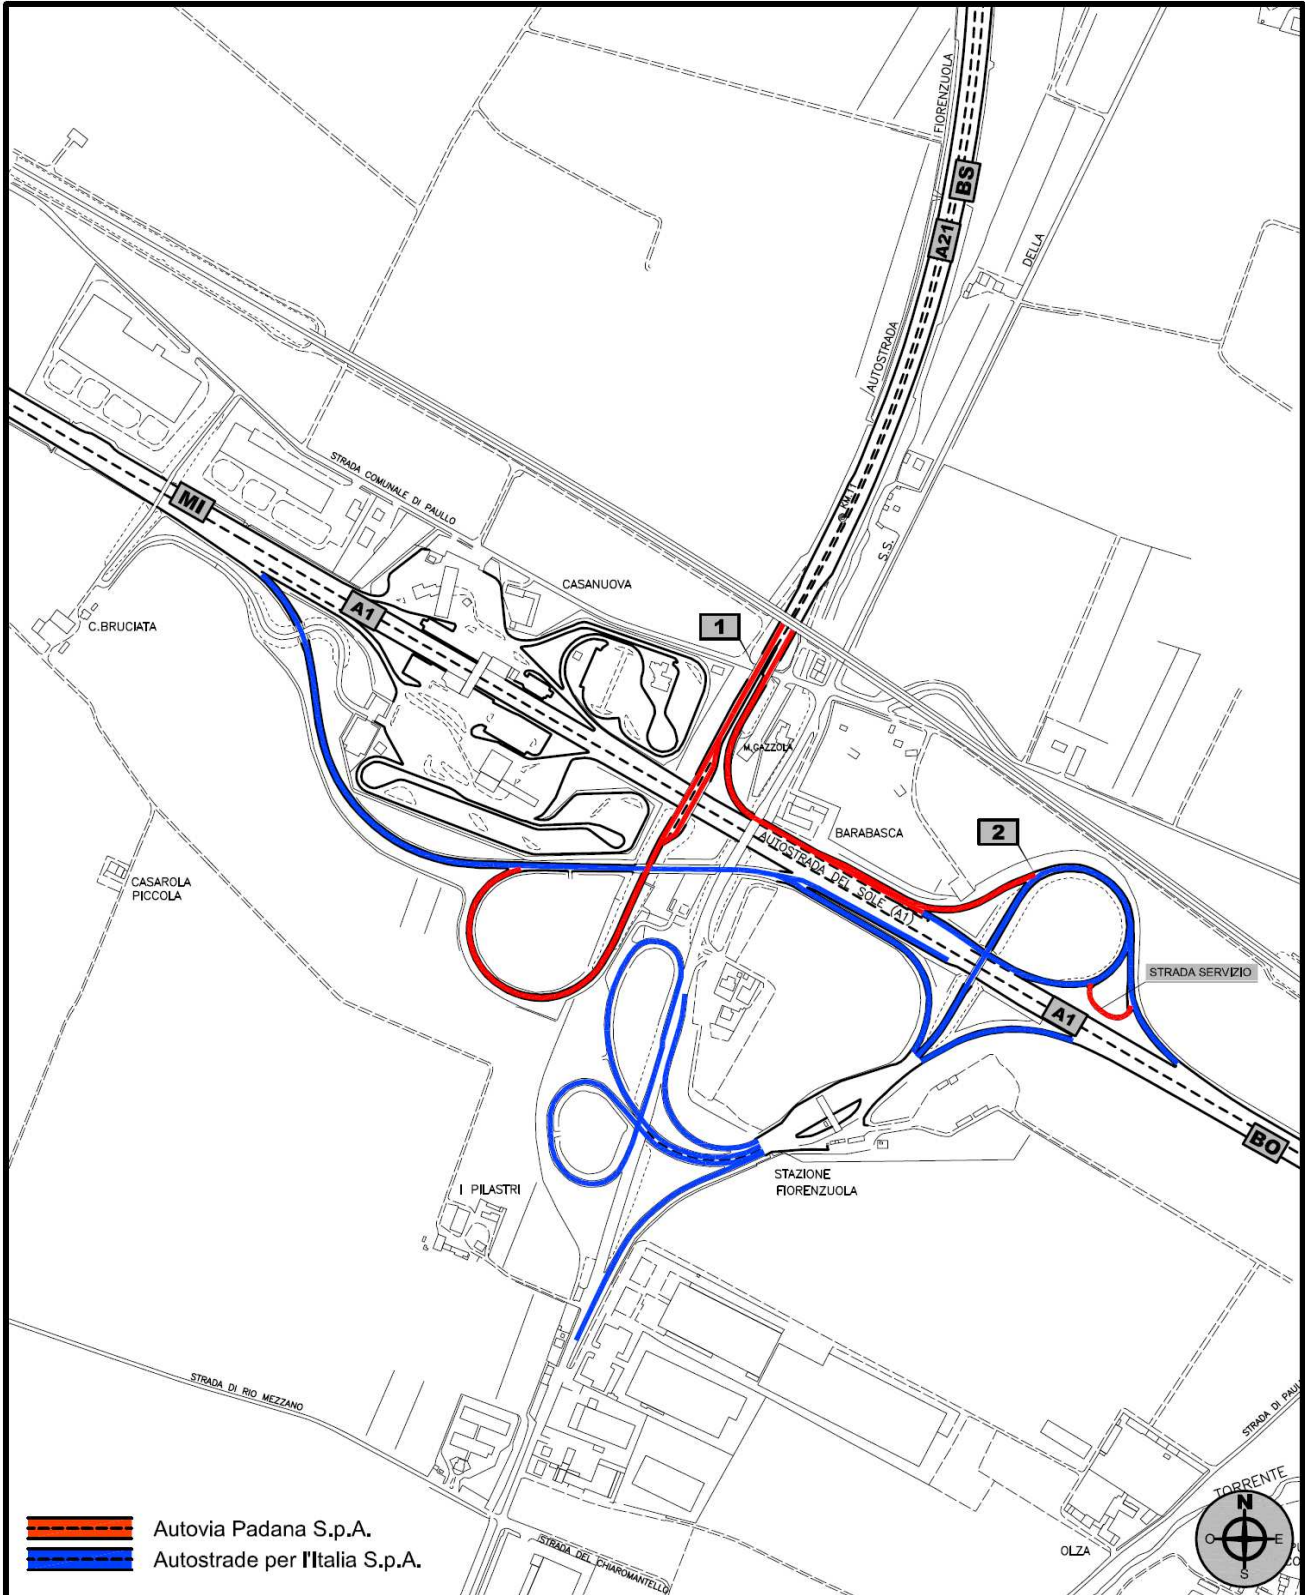 FIORENZUOLA
BS
A21
DELLA
AUTOSTRADA
STRADA COMUNALE DI PAULLO
MI
S.S.
A1
CASANUOVA
1
C.BRUCIATA
M.GAZZOLA
BARABASCA
2
AUTOSTRADA DEL SOLE (A1)
CASAROLA
PICCOLA
STRADA SERVIZIO
A1
BO
STAZIONE
FIORENZUOLA
I PILASTRI
STRADA DI RIO MEZZANO
TORRENTE
N
O
E
S
OLZA
STRADA DEL CHIAROMANTELLO
Autovia Padana S.p.A.
Autostrade per l'Italia S.p.A.